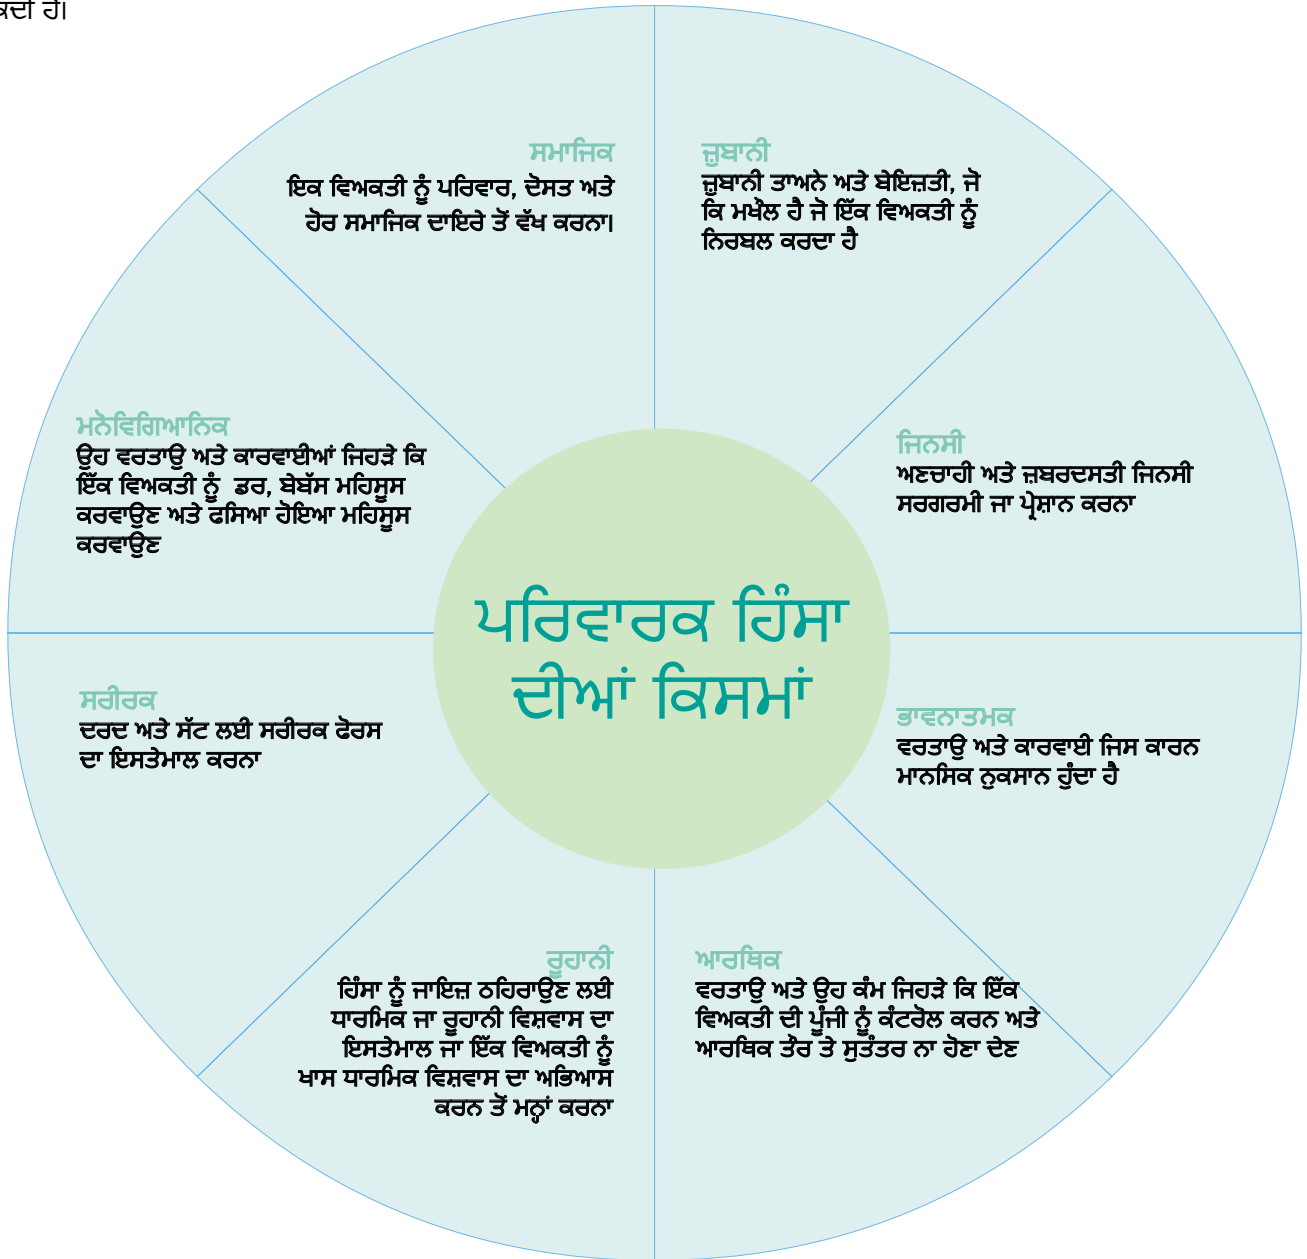 ਕਦੀ ਹੈ।
ਸਮਾਜਿਕ
ਇਕ ਵਿਅਕਤੀ ਨੂੰ ਪਰਿਵਾਰ, ਦੋਸਤ ਅਤੇ
ਹੋਰ ਸਮਾਜਿਕ ਦਾਇਰੇ ਤੋਂ ਵੱਖ ਕਰਨਾ।
ਜ਼ੁਬਾਨੀ
ਜ਼ੁਬਾਨੀ ਤਾਅਨੇ ਅਤੇ ਬੇਇਜ਼ਤੀ, ਜੋ
ਕਿ ਮਖੌਲ ਹੈ ਜੋ ਇੱਕ ਵਿਅਕਤੀ ਨੂੰ
ਨਿਰਬਲ ਕਰਦਾ ਹੈ
ਮਨੋਵਿਗਿਆਨਿਕ
ਉਹ ਵਰਤਾਉ ਅਤੇ ਕਾਰਵਾਈਆਂ ਜਿਹੜੇ ਕਿ
ਇੱਕ ਵਿਅਕਤੀ ਨੂੰ ਡਰ, ਬੇਬੱਸ ਮਹਿਸੂਸ
ਕਰਵਾਉਣ ਅਤੇ ਫਸਿਆ ਹੋਇਆ ਮਹਿਸੂਸ
ਕਰਵਾਉਣ
ਜਿਨਸੀ
ਅਣਚਾਹੀ ਅਤੇ ਜ਼ਬਰਦਸਤੀ ਜਿਨਸੀ
ਸਰਗਰਮੀ ਜਾ ਪ੍ਰੇਸ਼ਾਨ ਕਰਨਾ
ਪਰਿਵਾਰਕ ਹਿੰਸਾ
ਦੀਆਂ ਕਿਸਮਾਂ
ਸਰੀਰਕ
ਦਰਦ ਅਤੇ ਸੱਟ ਲਈ ਸਰੀਰਕ ਫੋਰਸ
ਦਾ ਇਸਤੇਮਾਲ ਕਰਨਾ
ਭਾਵਨਾਤਮਕ
ਵਰਤਾਉ ਅਤੇ ਕਾਰਵਾਈ ਜਿਸ ਕਾਰਨ
ਮਾਨਸਿਕ ਨੁਕਸਾਨ ਹੁੰਦਾ ਹੈ
ਰੂਹਾਨੀ
ਹਿੰਸਾ ਨੂੰ ਜਾਇਜ਼ ਠਹਿਰਾਉਣ ਲਈ
ਧਾਰਮਿਕ ਜਾ ਰੂਹਾਨੀ ਵਿਸ਼ਵਾਸ ਦਾ
ਇਸਤੇਮਾਲ ਜਾ ਇੱਕ ਵਿਅਕਤੀ ਨੂੰ
ਖਾਸ ਧਾਰਮਿਕ ਵਿਸ਼ਵਾਸ ਦਾ ਅਭਿਆਸ
ਕਰਨ ਤੋਂ ਮਨ੍ਹਾਂ ਕਰਨਾ
ਆਰਥਿਕ
ਵਰਤਾਉ ਅਤੇ ਉਹ ਕੰਮ ਜਿਹੜੇ ਕਿ ਇੱਕ
ਵਿਅਕਤੀ ਦੀ ਪੂੰਜੀ ਨੂੰ ਕੰਟਰੋਲ ਕਰਨ ਅਤੇ
ਆਰਥਿਕ ਤੌਰ ਤੇ ਸੁਤੰਤਰ ਨਾ ਹੋਣਾ ਦੇਣ